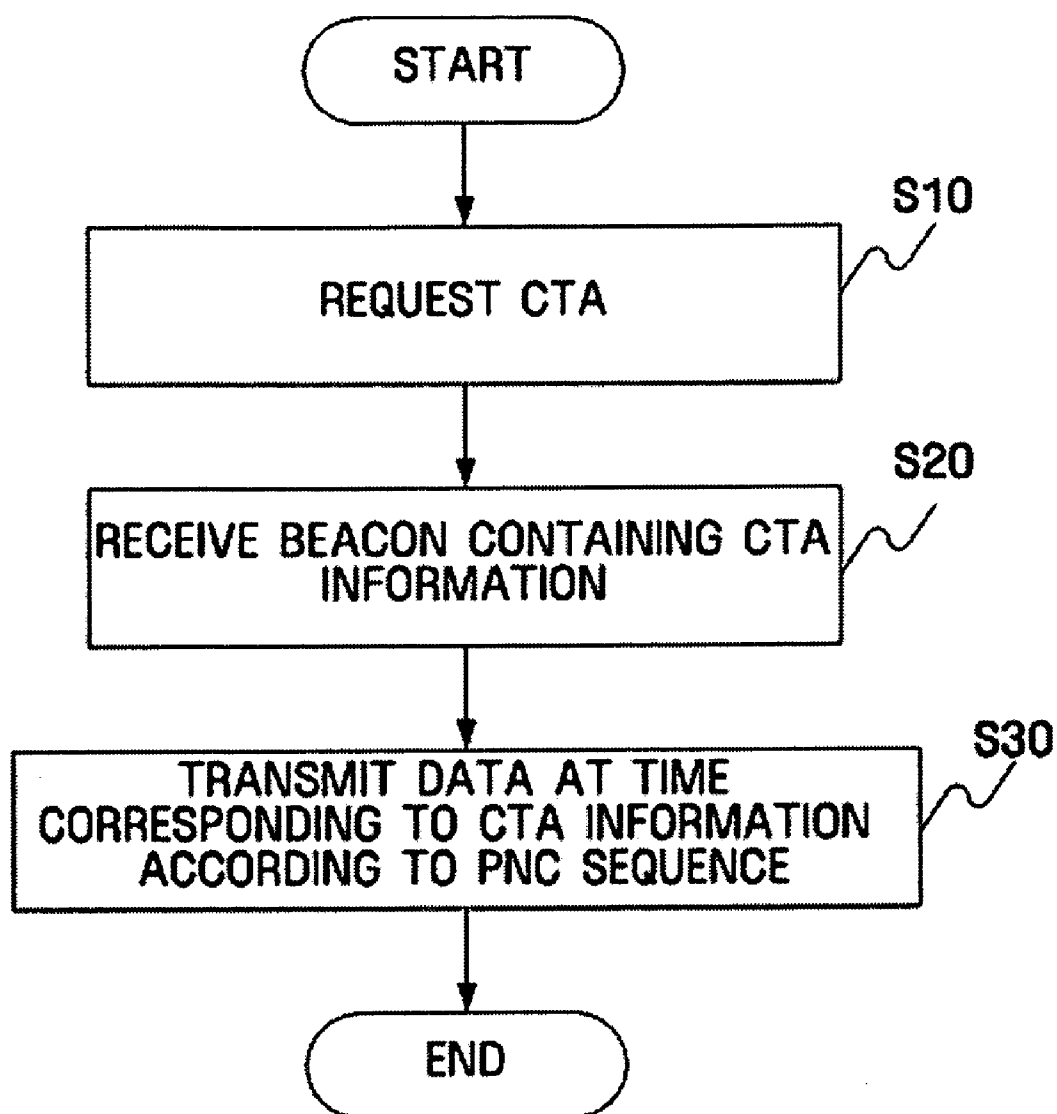 START
S10
REQUEST CTA
S20
RECEIVE BEACON CONTAINING CTA
INFORMATION
S30
TRANSMIT DATA AT TIME
CORRESPONDING TO CTA INFORMATION
ACCORDING TO PNC SEQUENCE
END